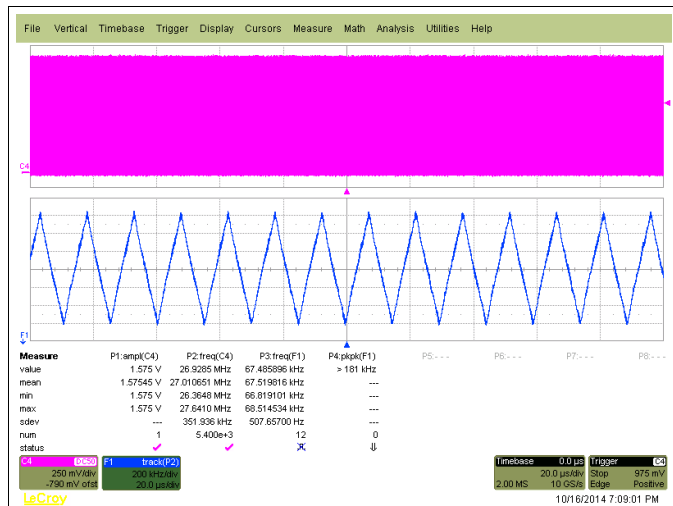 File Vertical Timebase Trigger Display Cursors Measure Math Analysis Utilities Help
C4
F1
Measure P1:ampl(C4) P2:freq(C4) P3:freq(F1) P4:pkpk(F1) P5:- - - P6:- - - P7:- - - P8:- - -
value 1.575 V 26.9285 MHz 67.485896 kHz > 181 kHz
mean 1.57545 V 27.010651 MHz 67.519816 kHz ---
min 1.575 V 26.3648 MHz 66.819101 kHz ---
max 1.575 V 27.6410 MHz 68.514534 kHz ---
sdev --- 351.936 kHz 507.65700 Hz ---
num 1 5.400e+3 12 0
status
C4 DC50 F1 track(P2) Timebase 0.0 µs Trigger C4
250 mV/div 200 kHz/div 20.0 µs/div Stop 975 mV
-790 mV ofst 20.0 µs/div 2.00 MS 10 GS/s Edge Positive
LeCroy 10/16/2014 7:09:01 PM